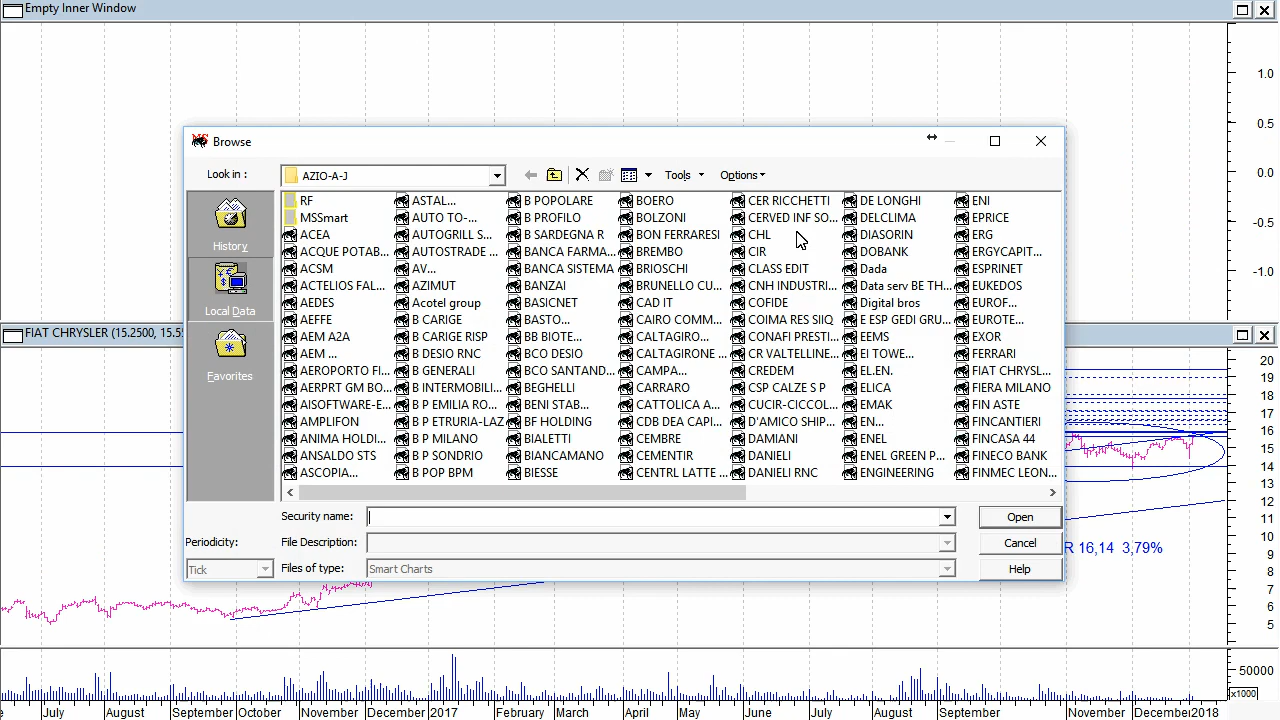 Empty Inner Window
1.0
0.5
0.0
-0.5
-1.0
Browse
Look in :
AZIO-A-J
Tools
Options
History
Local Data
Favorites
RF
MSSmart
ACEA
ACQUE POTAB...
ACSM
ACTELIOS FAL...
AEDES
AEFFE
AEM A2A
AEM ...
AEROPORTO FI...
AERPRT GM BO...
AISOFTWARE-E...
AMPLIFON
ANIMA HOLDI...
ANSALDO STS
ASCOPIA...
ASTAL...
AUTO TO-...
AUTOGRILL S...
AUTOSTRADE ...
AV...
AZIMUT
Acotel group
B CARIGE
B CARIGE RISP
B DESIO RNC
B GENERALI
B INTERMOBILI...
B P EMILIA RO...
B P ETRURIA-LAZ
B P MILANO
B P SONDRIO
B POP BPM
B POPOLARE
B PROFILO
B SARDEGNA R
BANCA FARMA...
BANCA SISTEMA
BANZAI
BASICNET
BASTO...
BB BIOTE...
BCO DESIO
BCO SANTAND...
BEGHELLI
BENI STAB...
BF HOLDING
BIALETTI
BIANCAMANO
BIESSE
BOERO
BOLZONI
BON FERRARESI
BREMBO
BRIOSCHI
BRUNELLO CU...
CAD IT
CAIRO COMM...
CALTAGIRO...
CALTAGIRONE ...
CAMPA...
CARRARO
CATTOLICA A...
CDB DEA CAPI...
CEMBRE
CEMENTIR
CENTRL LATTE ...
CER RICCHETTI
CERVED INF SO...
CHL
CIR
CLASS EDIT
CNH INDUSTRI...
COFIDE
COIMA RES SIIQ
CONAFI PRESTI...
CR VALTELLINE...
CREDEM
CSP CALZE S P
CUCIR-CICCOL...
D'AMICO SHIP...
DAMIANI
DANIELI
DANIELI RNC
DE LONGHI
DELCLIMA
DIASORIN
DOBANK
Dada
Data serv BE TH...
Digital bros
E ESP GEDI GRU...
EEMS
EI TOWE...
EL.EN.
ELICA
EMAK
EN...
ENEL
ENEL GREEN P...
ENGINEERING
ENI
EPRICE
ERG
ERGYCAPIT...
ESPRINET
EUKEDOS
EUROF...
EUROTE...
EXOR
FERRARI
FIAT CHRYSL...
FIERA MILANO
FIN ASTE
FINCANTIERI
FINCASA 44
FINECO BANK
FINMEC LEON...
Security name:
Open
File Description:
Cancel
Periodicity:
Tick
Files of type:
Smart Charts
Help
FIAT CHRYSLER (15.2500, 15.5
20
19
18
17
16
15
14
13
12
11
10
9
8
7
6
5
R 16,14 3,79%
50000
x1000
e July August September October November December 2017 February March April May June July August September November December 2018